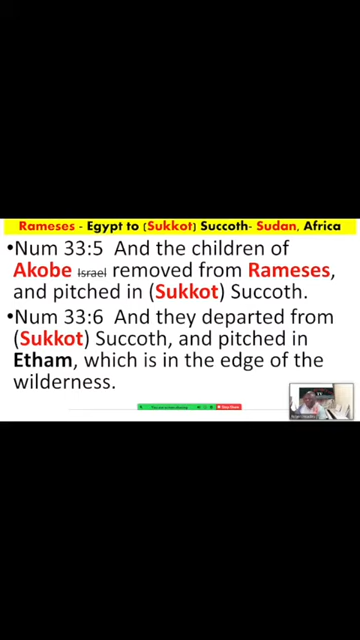 Rameses - Egypt to (Sukkot) Succoth- Sudan, Africa
•Num 33:5 And the children of
Akobe Israel removed from Rameses,
and pitched in (Sukkot) Succoth.
•Num 33:6 And they departed from
(Sukkot) Succoth, and pitched in
Etham, which is in the edge of the
wilderness.